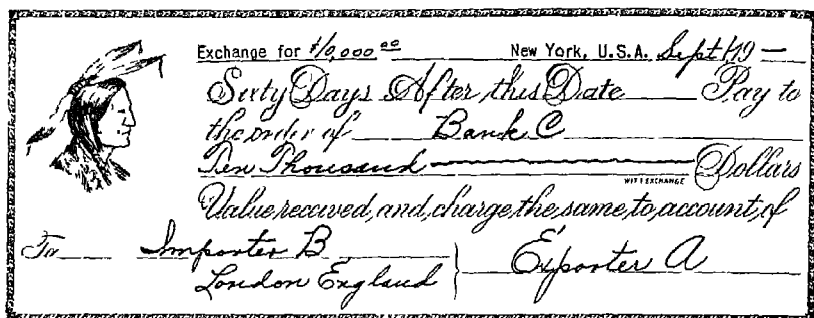 Exchange for $10,000.00 New York, U.S.A. Sept 1, 19 —
Sixty Days After this Date Pay to
the order of Bank C
Ten Thousand Dollars
WITT EXCHANGE
Value received, and charge the same to account of
To Importer B Exporter A
London England